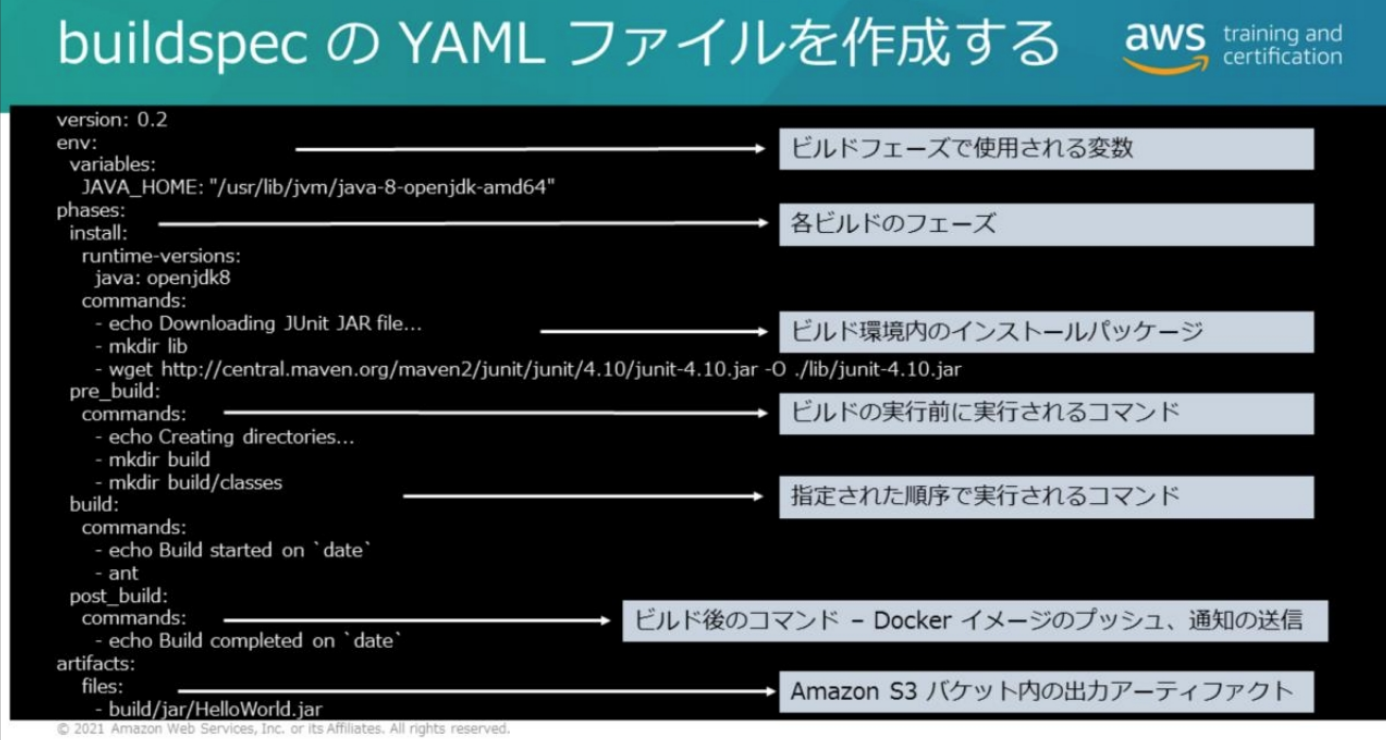 buildspec の YAML ファイルを作成する
aws training and
certification
version: 0.2
env:
ビルドフェーズで使用される変数
variables:
JAVA_HOME: "/usr/lib/jvm/java-8-openjdk-amd64"
phases:
各ビルドのフェーズ
install:
runtime-versions:
java: openjdk8
commands:
- echo Downloading JUnit JAR file...
ビルド環境内のインストールパッケージ
- mkdir lib
- wget http://central.maven.org/maven2/junit/junit/4.10/junit-4.10.jar -O ./lib/junit-4.10.jar
pre_build:
commands:
ビルドの実行前に実行されるコマンド
- echo Creating directories...
- mkdir build
- mkdir build/classes
指定された順序で実行されるコマンド
build:
commands:
- echo Build started on `date`
- ant
post_build:
commands:
ビルド後のコマンド – Docker イメージのプッシュ、通知の送信
- echo Build completed on `date`
artifacts:
files:
Amazon S3 バケット内の出力アーティファクト
- build/jar/HelloWorld.jar
© 2021 Amazon Web Services, Inc. or its Affiliates. All rights reserved.